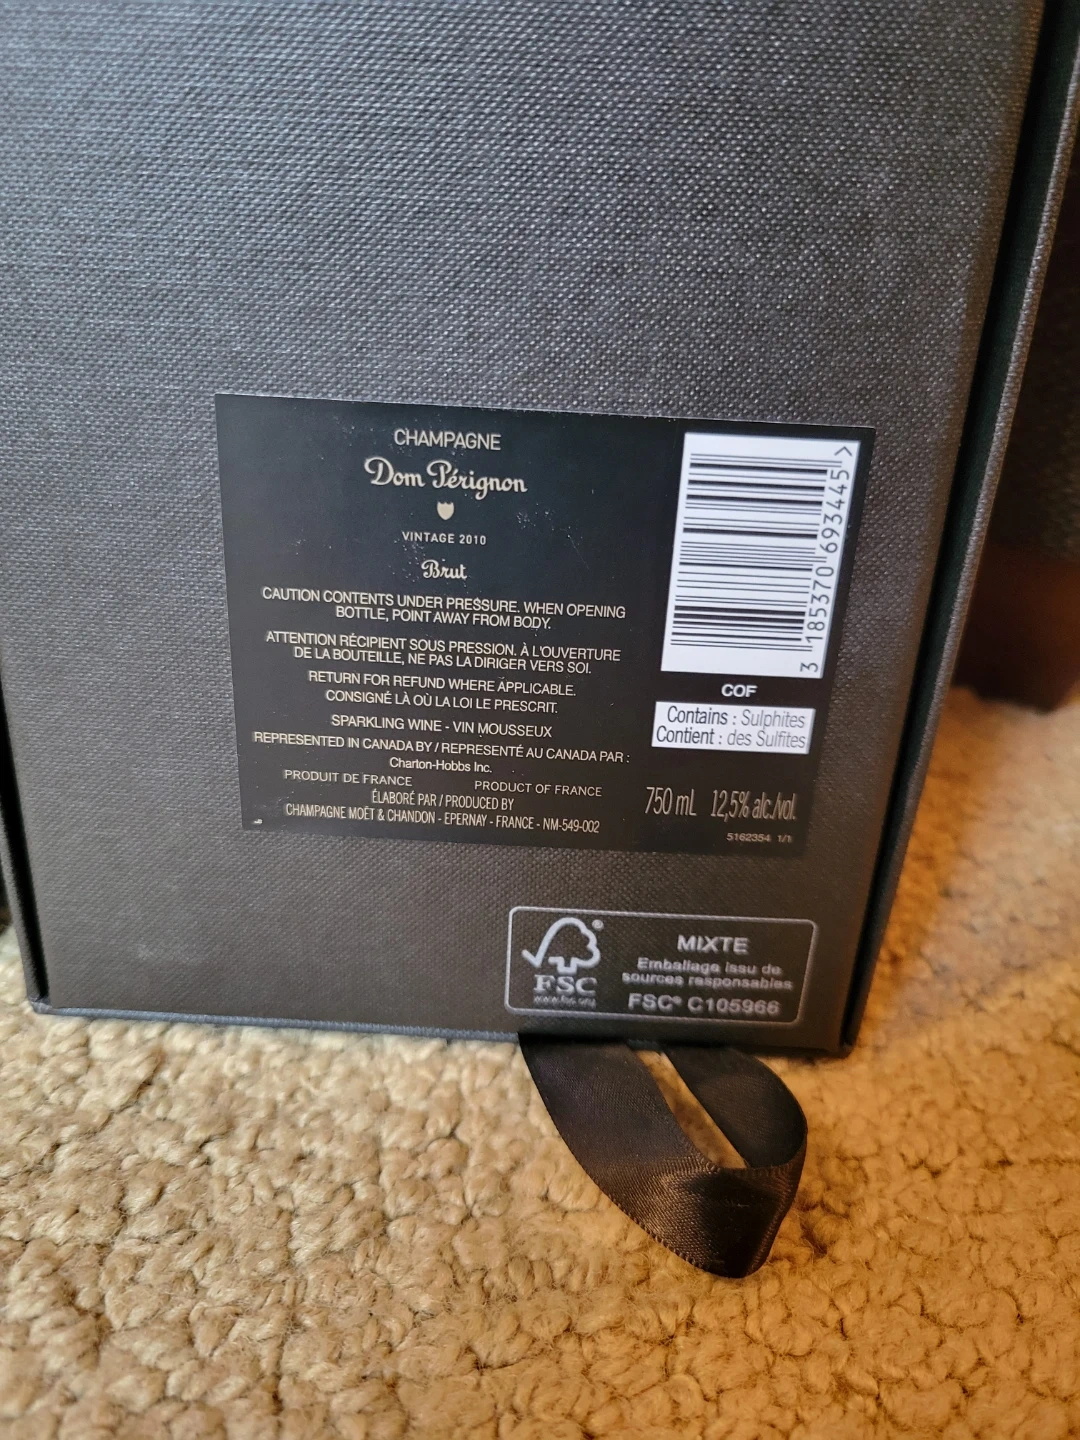 CHAMPAGNE
Dom Pérignon
VINTAGE 2010
Brut
CAUTION CONTENTS UNDER PRESSURE. WHEN OPENING
BOTTLE, POINT AWAY FROM BODY.
ATTENTION RÉCIPIENT SOUS PRESSION. À L'OUVERTURE
DE LA BOUTEILLE, NE PAS LA DIRIGER VERS SOI.
RETURN FOR REFUND WHERE APPLICABLE.
CONSIGNÉ LÀ OÙ LA LOI LE PRESCRIT.
SPARKLING WINE - VIN MOUSSEUX
REPRESENTED IN CANADA BY / REPRESENTÉ AU CANADA PAR :
Charton-Hobbs Inc.
PRODUIT DE FRANCE PRODUCT OF FRANCE
ÉLABORÉ PAR / PRODUCED BY
CHAMPAGNE MOËT & CHANDON - EPERNAY - FRANCE - NM-549-002
3 185370 693445 >
COF
Contains : Sulphites
Contient : des Sulfites
750 mL 12,5% alc./vol.
5162354 1/1
FSC®
www.fsc.org
MIXTE
Emballage issu de
sources responsables
FSC® C105966